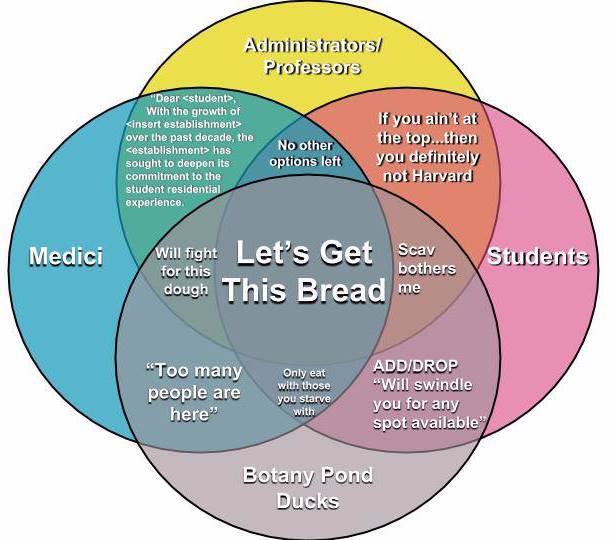 Administrators/
Professors
"Dear <student>,
With the growth of
<insert establishment>
over the past decade, the
<establishment> has
sought to deepen its
commitment to the
student residential
experience.
No other
options left
If you ain't at
the top...then
you definitely
not Harvard
Medici
Will fight
for this
dough
Let's Get
This Bread
Scav
bothers
me
Students
"Too many
people are
here"
Only eat
with those
you starve
with
ADD/DROP
"Will swindle
you for any
spot available"
Botany Pond
Ducks